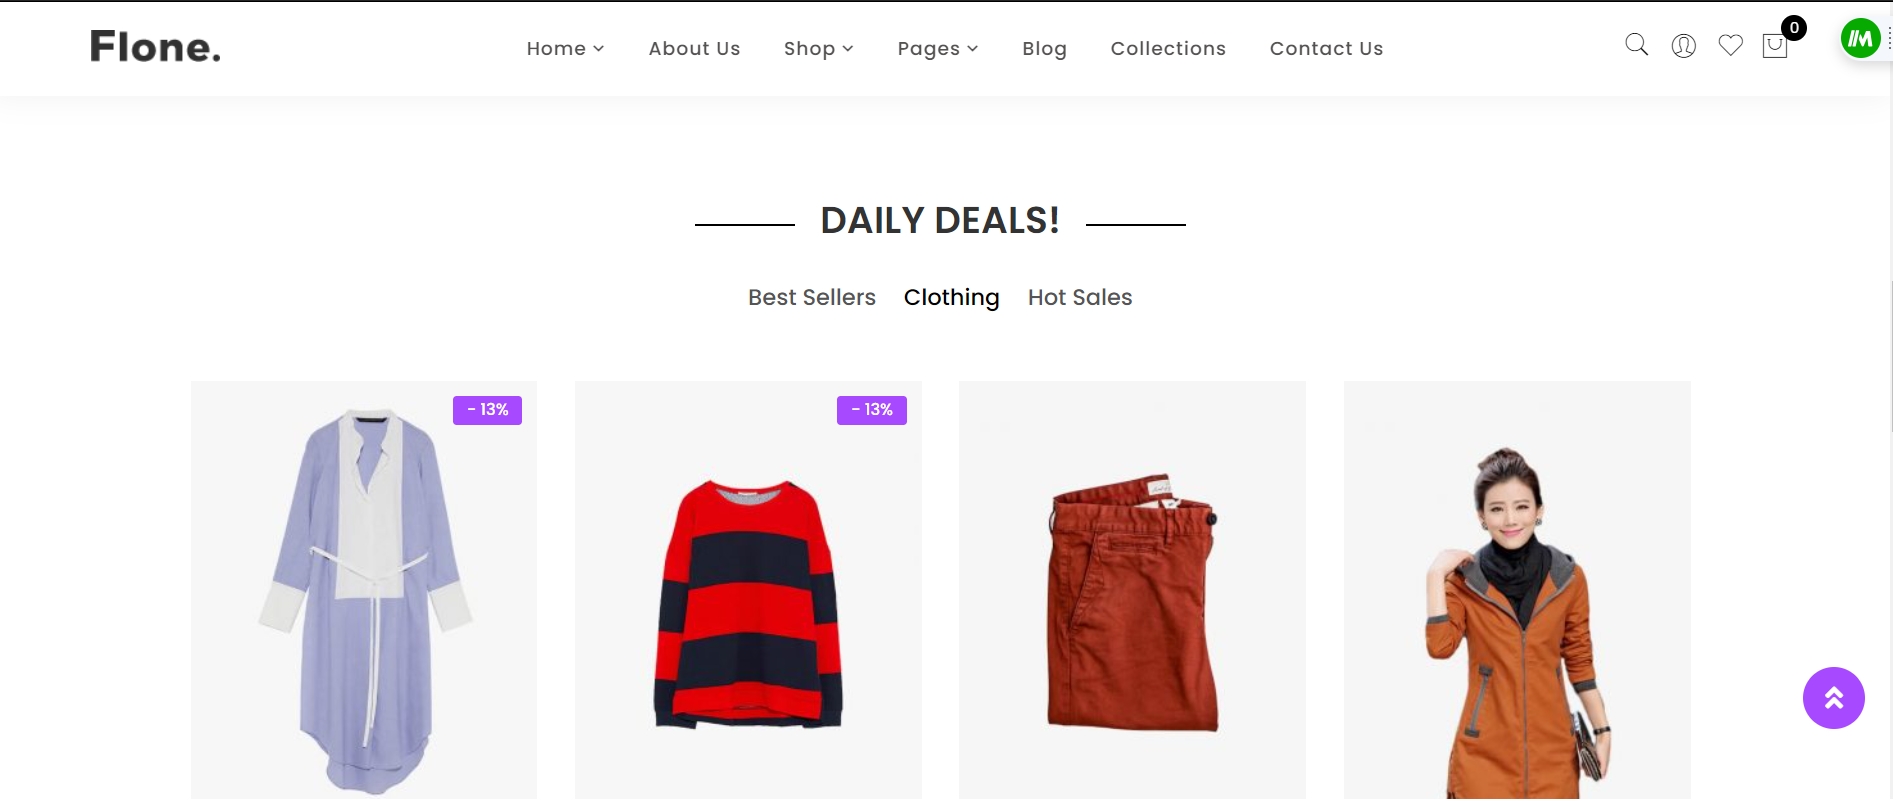 Flone.
Home About Us Shop Pages Blog Collections Contact Us
0
DAILY DEALS!
Best Sellers Clothing Hot Sales
- 13%
- 13%